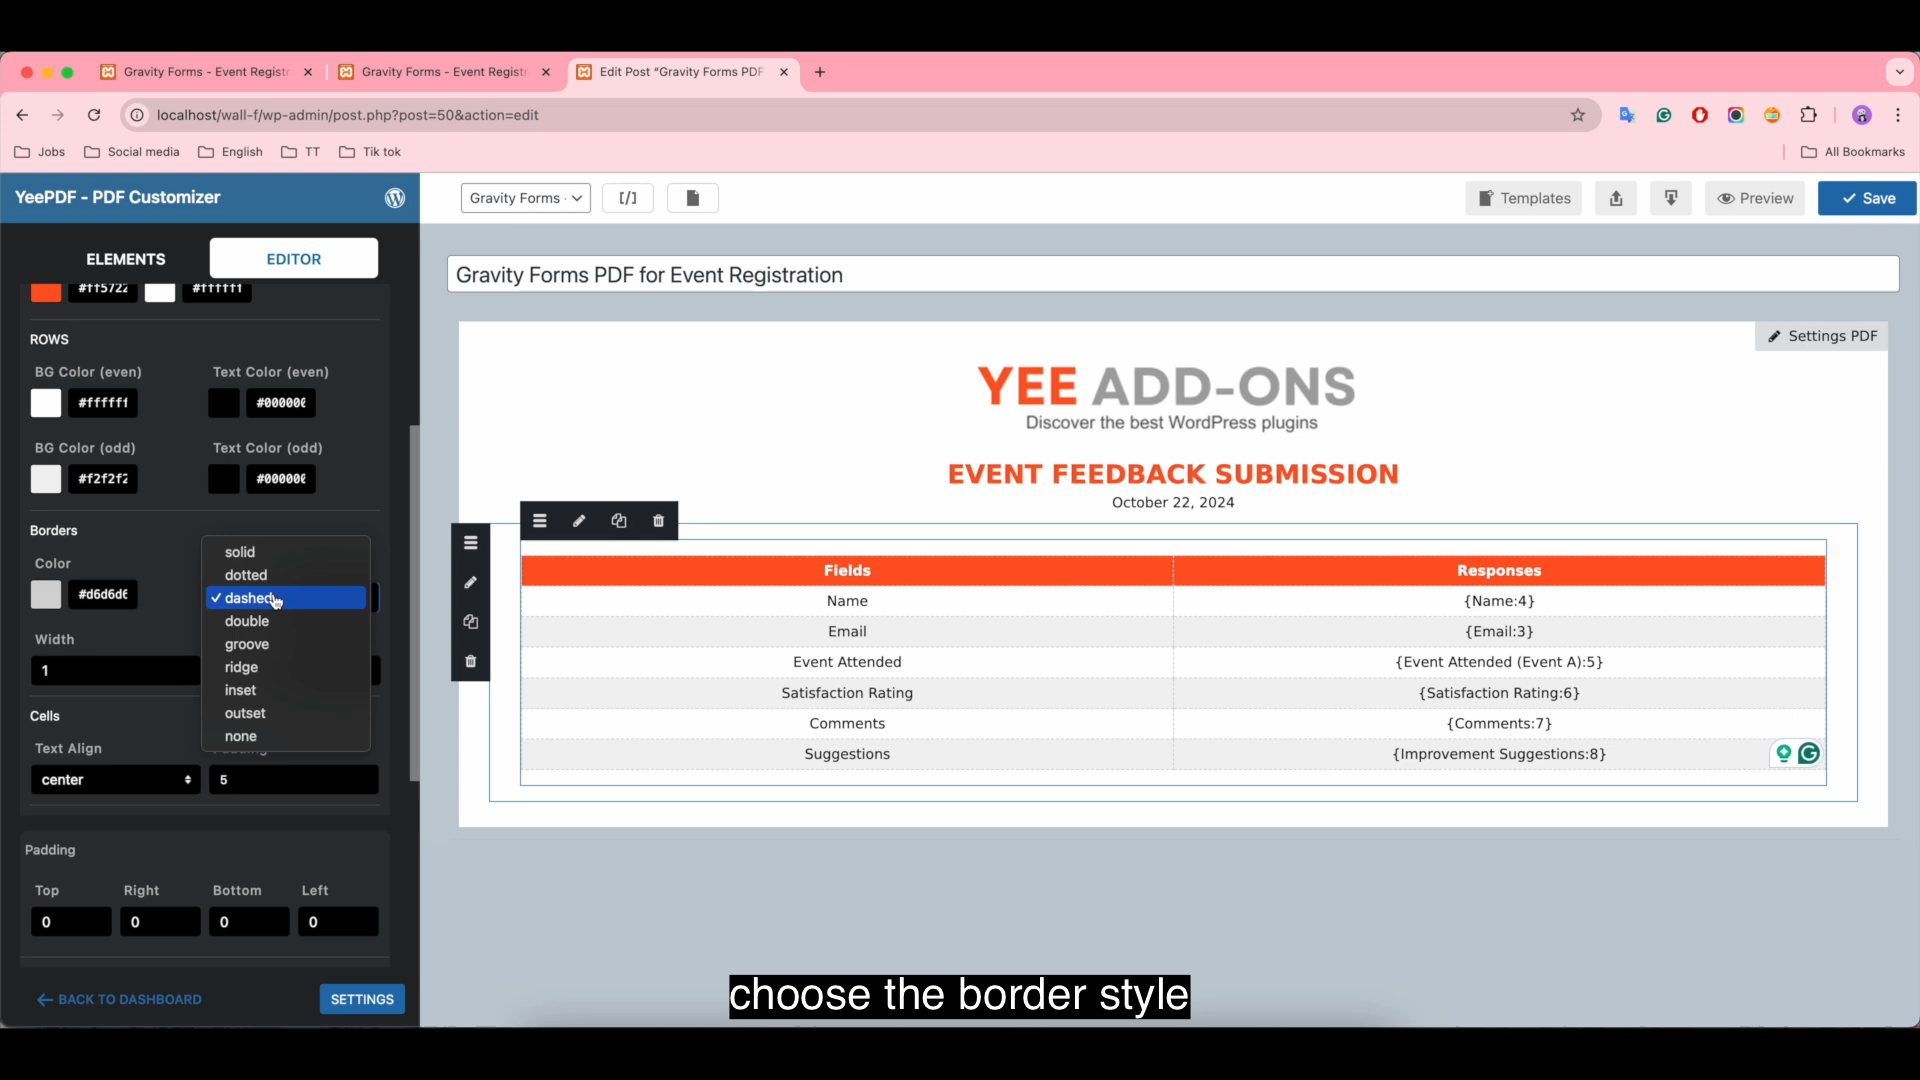 Gravity Forms - Event Registr
Gravity Forms - Event Registr
Edit Post "Gravity Forms PDF
localhost/wall-f/wp-admin/post.php?post=50&action=edit
Jobs
Social media
English
TT
Tik tok
All Bookmarks
YeePDF - PDF Customizer
Gravity Forms
[/]
Templates
Preview
Save
ELEMENTS
EDITOR
Gravity Forms PDF for Event Registration
#ff5722
#ffffff
ROWS
BG Color (even)
Text Color (even)
#ffffff
#000000
BG Color (odd)
Text Color (odd)
#f2f2f2
#000000
Borders
Color
#d6d6d6
solid
dotted
dashed
double
groove
ridge
inset
outset
none
Width
1
Cells
Text Align
Padding
center
5
Padding
Top
Right
Bottom
Left
0
0
0
0
BACK TO DASHBOARD
SETTINGS
Settings PDF
YEE ADD-ONS
Discover the best WordPress plugins
EVENT FEEDBACK SUBMISSION
October 22, 2024
Fields
Responses
Name
{Name:4}
Email
{Email:3}
Event Attended
{Event Attended (Event A):5}
Satisfaction Rating
{Satisfaction Rating:6}
Comments
{Comments:7}
Suggestions
{Improvement Suggestions:8}
choose the border style